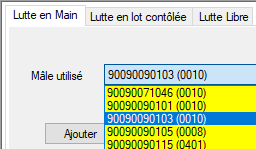 Lutte en Main Lutte en lot contôlée Lutte Libre
Mâle utilisé 90090090103 (0010)
90090071046 (0010)
90090090101 (0010)
90090090103 (0010)
Ajouter 90090090105 (0008)
90090090115 (0401)